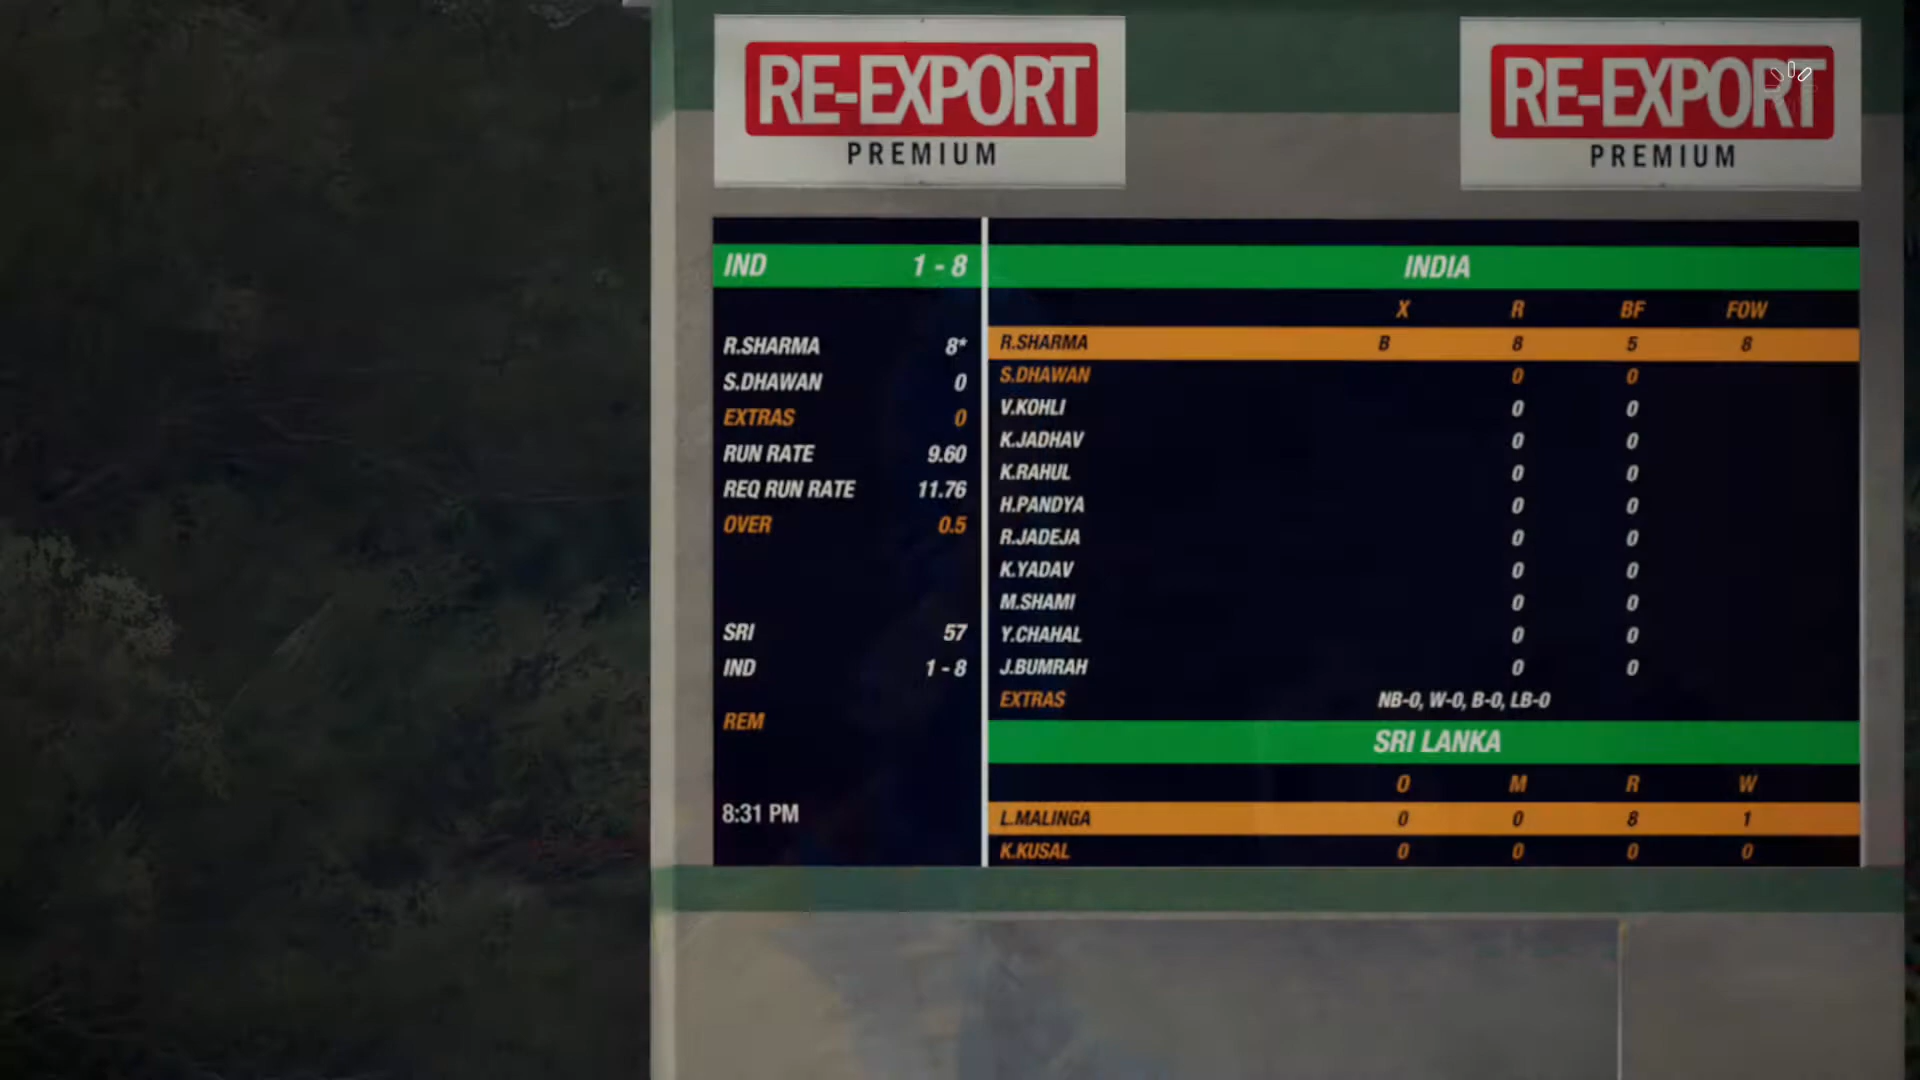 RE-EXPORT
PREMIUM
RE-EXPORT
PREMIUM
IND 1 - 8
R.SHARMA 8*
S.DHAWAN 0
EXTRAS 0
RUN RATE 9.60
REQ RUN RATE 11.76
OVER 0.5
SRI 57
IND 1 - 8
REM
8:31 PM
INDIA
X R BF FOW
R.SHARMA B 8 5 8
S.DHAWAN 0 0
V.KOHLI 0 0
K.JADHAV 0 0
K.RAHUL 0 0
H.PANDYA 0 0
R.JADEJA 0 0
K.YADAV 0 0
M.SHAMI 0 0
Y.CHAHAL 0 0
J.BUMRAH 0 0
EXTRAS NB-0, W-0, B-0, LB-0
SRI LANKA
O M R W
L.MALINGA 0 0 8 1
K.KUSAL 0 0 0 0